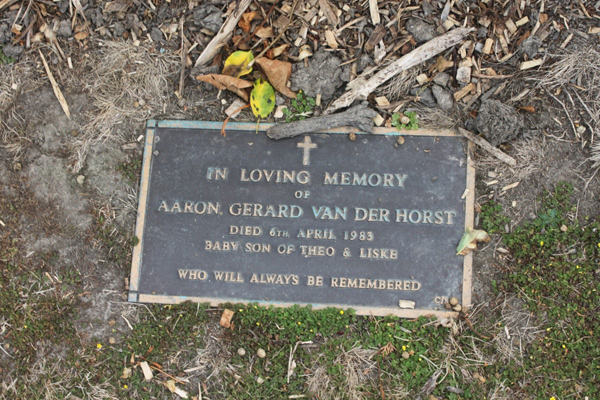 IN LOVING MEMORY
OF
AARON GERARD VAN DER HORST
DIED 6TH APRIL 1983
BABY SON OF THEO & LISKE
WHO WILL ALWAYS BE REMEMBERED